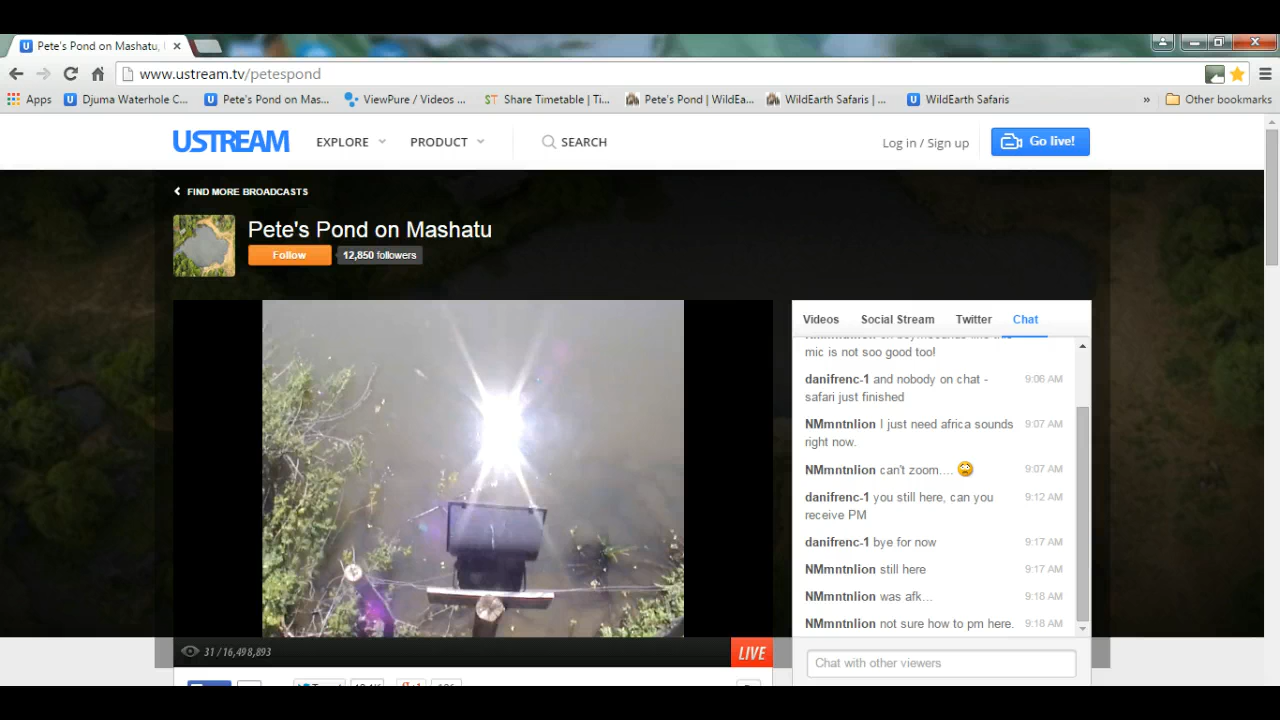 Pete's Pond on Mashatu,
www.ustream.tv/petespond
Apps Djuma Waterhole C... Pete's Pond on Mas... ViewPure / Videos ... ST Share Timetable | Ti... Pete's Pond | WildEa... WildEarth Safaris | ... WildEarth Safaris » Other bookmarks
USTREAM EXPLORE PRODUCT SEARCH Log in / Sign up Go live!
FIND MORE BROADCASTS
Pete's Pond on Mashatu
Follow 12,850 followers
Videos Social Stream Twitter Chat
mic is not soo good too!
danifrenc-1 and nobody on chat - 9:06 AM
safari just finished
NMmntnlion I just need africa sounds 9:07 AM
right now.
NMmntnlion can't zoom.... 9:07 AM
danifrenc-1 you still here, can you 9:12 AM
receive PM
danifrenc-1 bye for now 9:17 AM
NMmntnlion still here 9:17 AM
NMmntnlion was afk... 9:18 AM
NMmntnlion not sure how to pm here. 9:18 AM
31 / 16,498,893 LIVE
Chat with other viewers